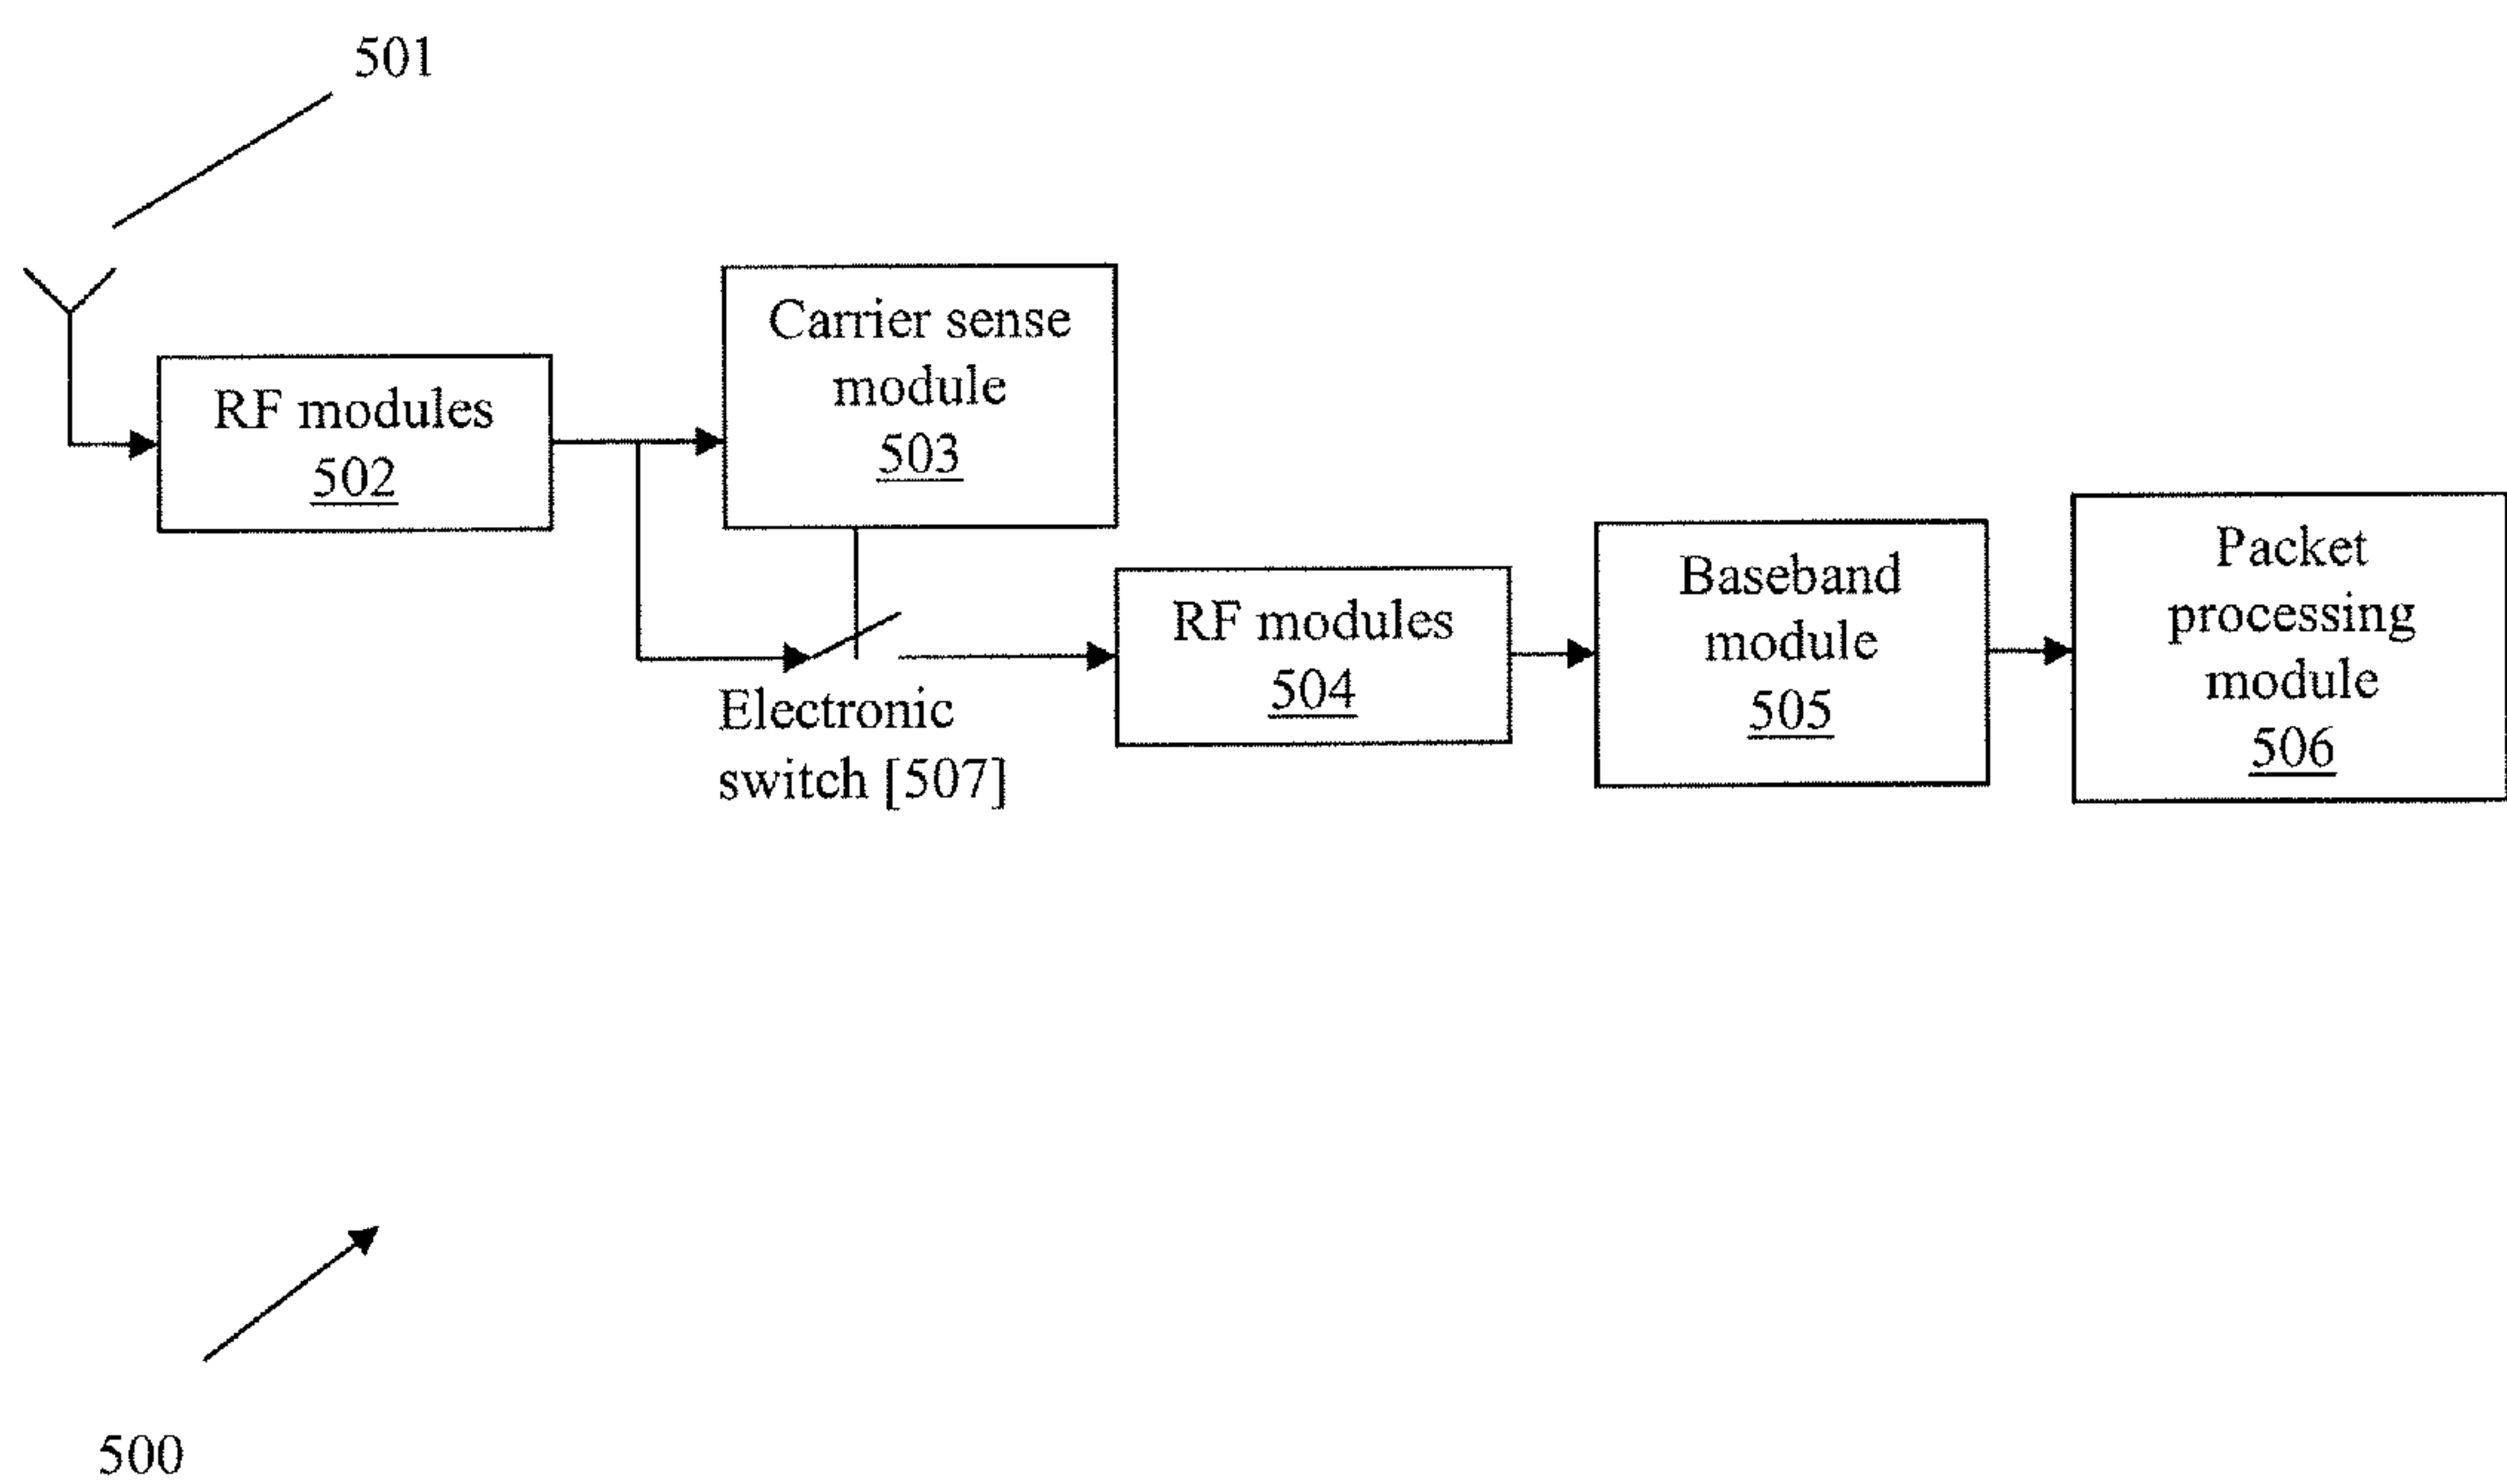 501
Carrier sense
module
503
RF modules
502
Electronic
switch [507]
RF modules
504
Baseband
module
505
Packet
processing
module
506
500